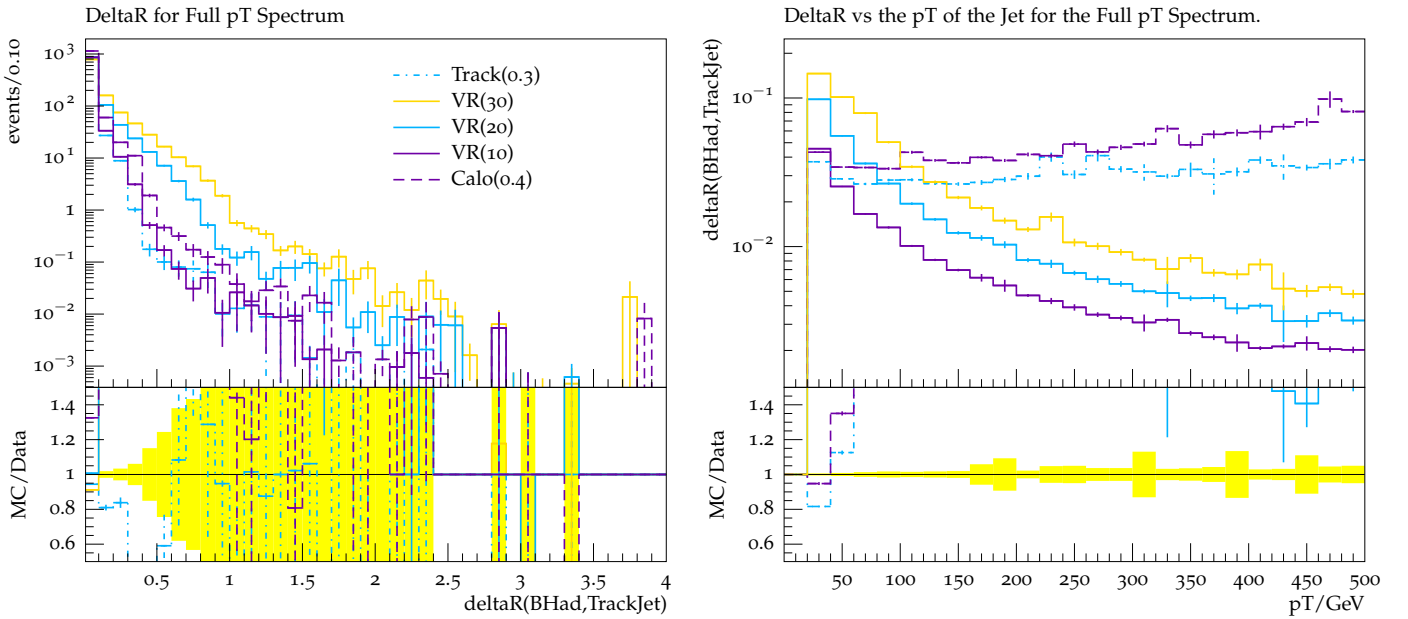 DeltaR for Full pT Spectrum
events/0.10
10³
10²
10¹
1
10⁻¹
10⁻²
10⁻³
Track(0.3)
VR(30)
VR(20)
VR(10)
Calo(0.4)
MC/Data
1.4
1.2
1
0.8
0.6
0.5 1 1.5 2 2.5 3 3.5 4
deltaR(BHad,TrackJet)
DeltaR vs the pT of the Jet for the Full pT Spectrum.
deltaR(BHad,TrackJet)
10⁻¹
10⁻²
MC/Data
1.4
1.2
1
0.8
0.6
50 100 150 200 250 300 350 400 450 500
pT/GeV